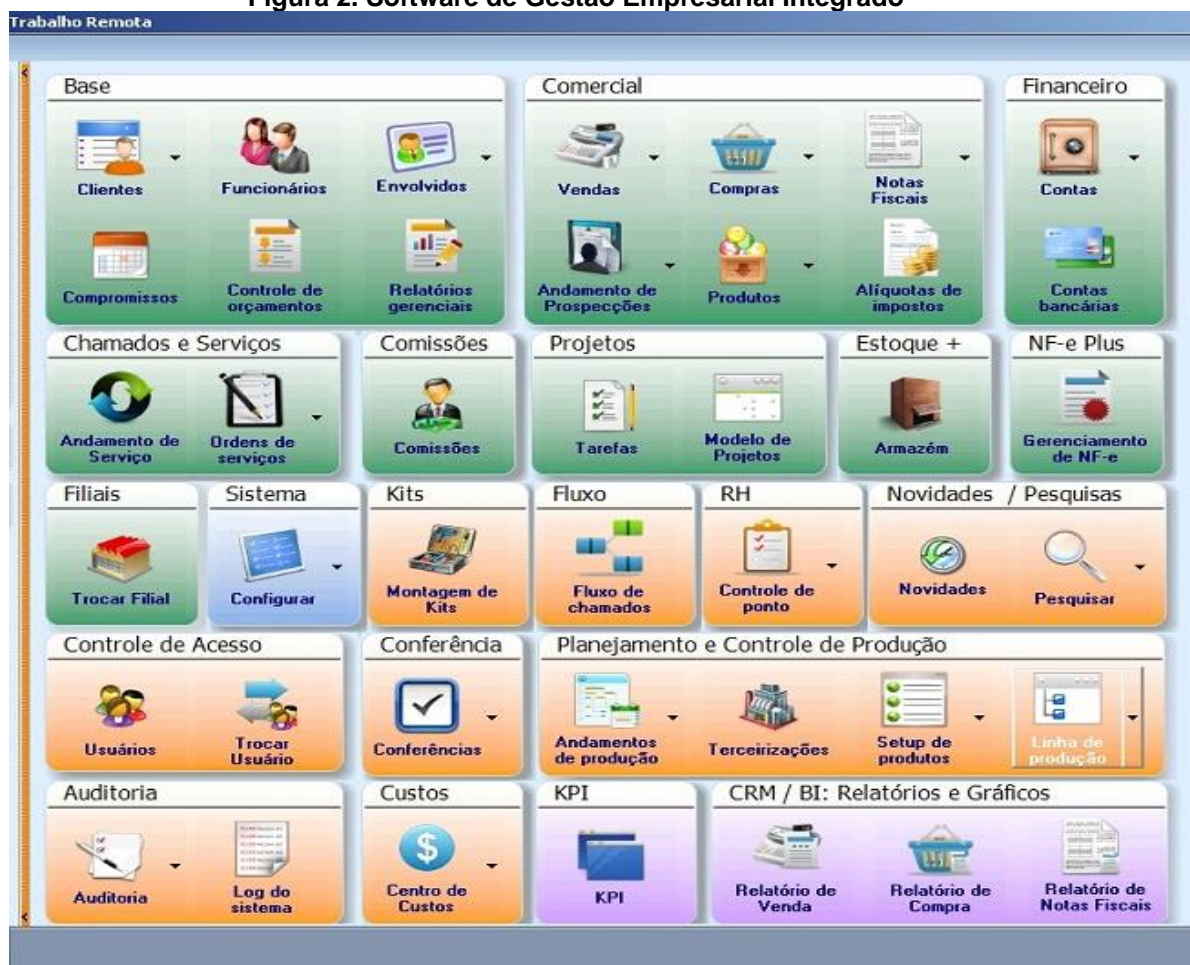 Figura 2. Software de Gestão Empresarial Integrado
Trabalho Remota
Base
Clientes
Funcionários
Envolvidos
Compromissos
Controle de
orçamentos
Relatórios
gerenciais
Comercial
Vendas
Compras
Notas
Fiscais
Andamento de
Prospecções
Produtos
Alíquotas de
impostos
Financeiro
Contas
Contas
bancárias
Chamados e Serviços
Andamento de
Serviço
Ordens de
serviços
Comissões
Comissões
Projetos
Tarefas
Modelo de
Projetos
Estoque +
Armazém
NF-e Plus
Gerenciamento
de NF-e
Filiais
Trocar Filial
Sistema
Configurar
Kits
Montagem de
Kits
Fluxo
Fluxo de
chamados
RH
Controle de
ponto
Novidades / Pesquisas
Novidades
Pesquisar
Controle de Acesso
Usuários
Trocar
Usuário
Conferência
Conferências
Planejamento e Controle de Produção
Andamentos
de produção
Terceirizações
Setup de
produtos
Linha de
produção
Auditoria
Auditoria
Log do
sistema
Custos
Centro de
Custos
KPI
KPI
CRM / BI: Relatórios e Gráficos
Relatório de
Venda
Relatório de
Compra
Relatório de
Notas Fiscais